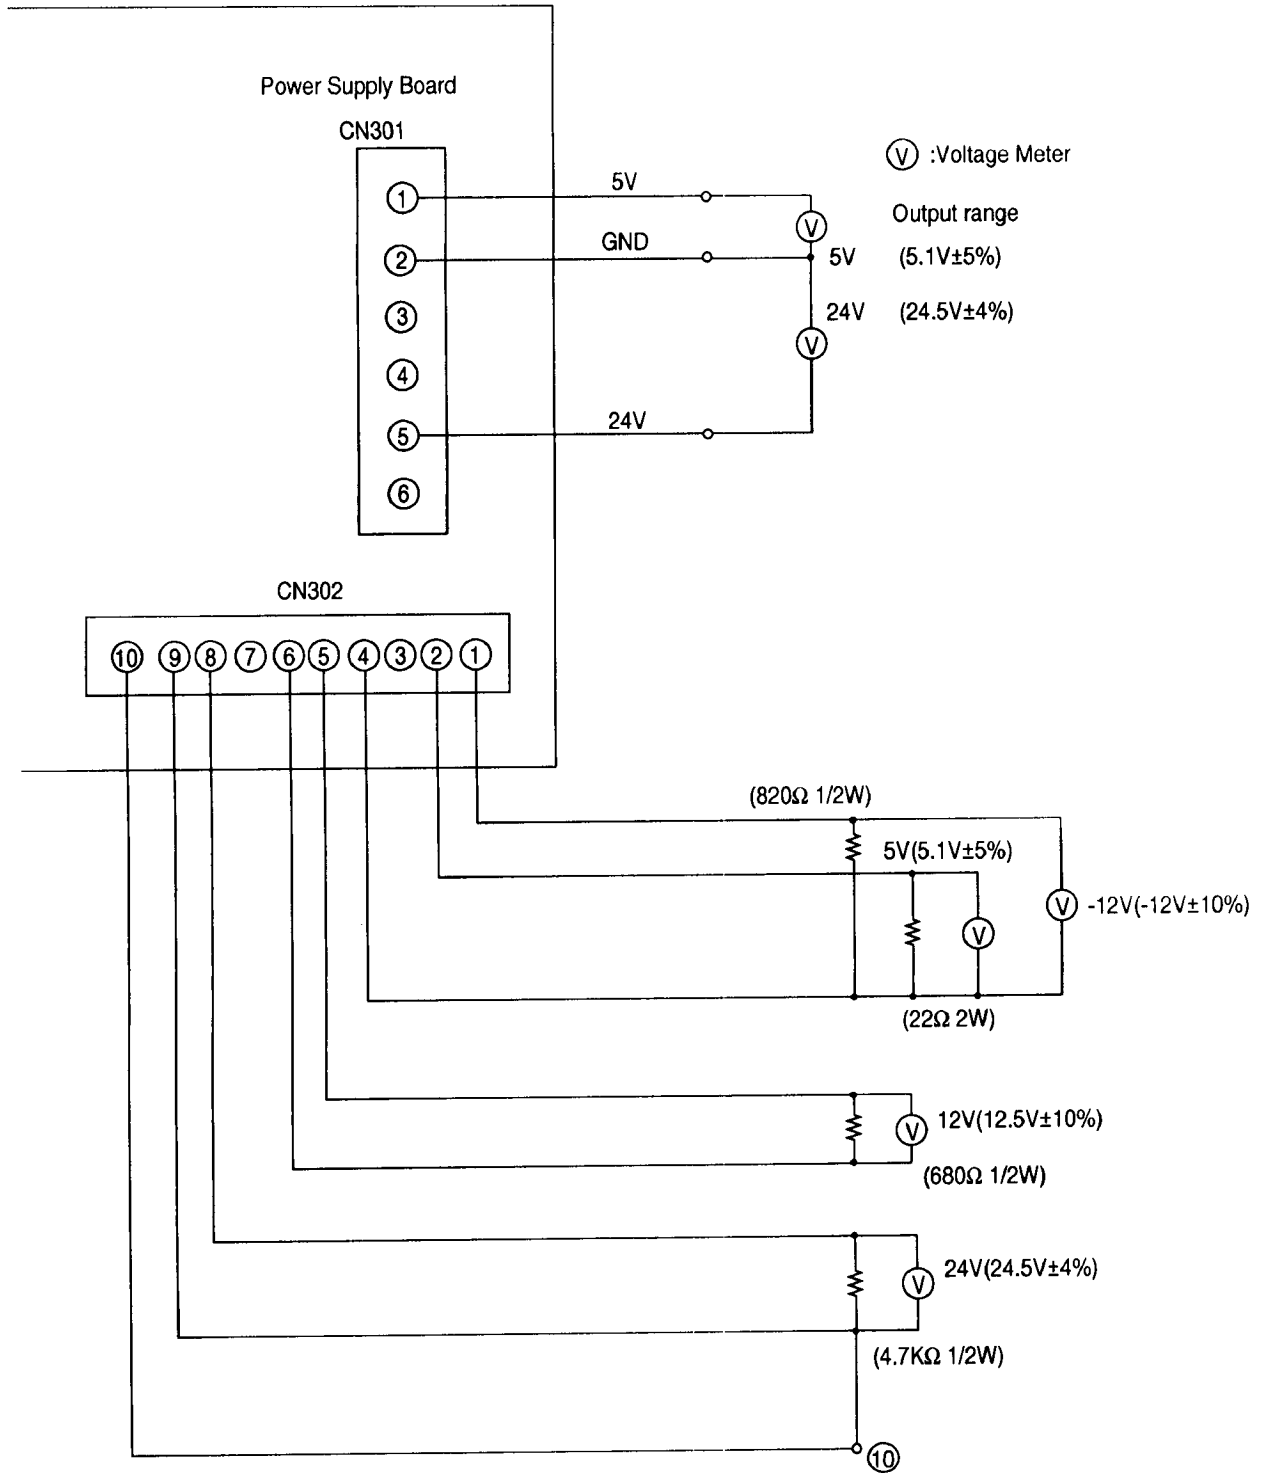 Power Supply Board
CN301
① 5V
② GND
③
④
⑤ 24V
⑥
Ⓥ :Voltage Meter
Output range
V
5V (5.1V±5%)
24V (24.5V±4%)
V
CN302
⑩ ⑨ ⑧ ⑦ ⑥ ⑤ ④ ③ ② ①
(820Ω 1/2W)
5V(5.1V±5%)
V -12V(-12V±10%)
V
(22Ω 2W)
V 12V(12.5V±10%)
(680Ω 1/2W)
V 24V(24.5V±4%)
(4.7KΩ 1/2W)
⑩